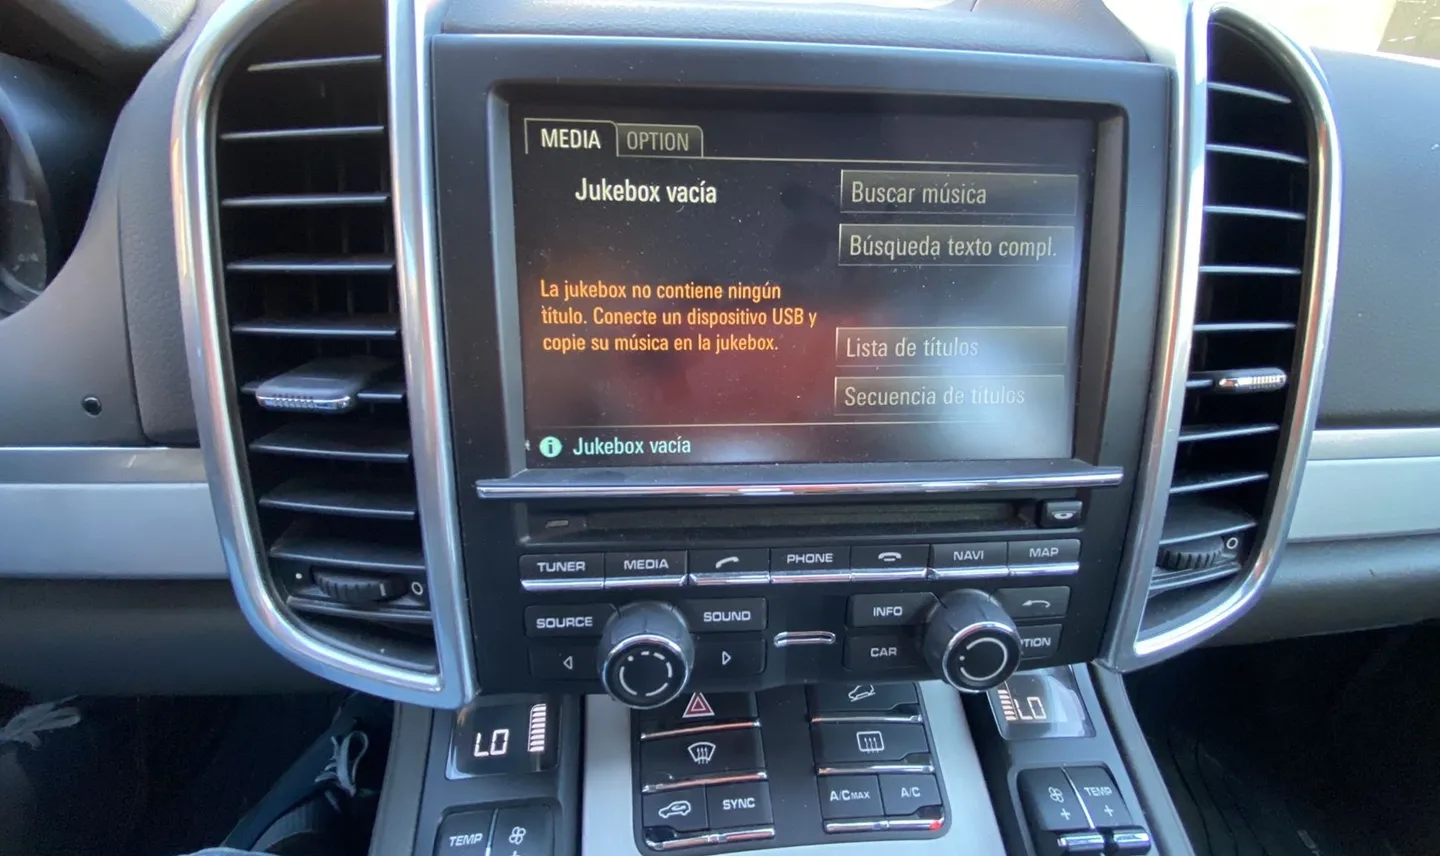 MEDIA OPTION
Jukebox vacía
Buscar música
Búsqueda texto compl.
La jukebox no contiene ningún
título. Conecte un dispositivo USB y
copie su música en la jukebox.
Lista de títulos
Secuencia de títulos
i Jukebox vacía
TUNER MEDIA PHONE NAVI MAP
SOURCE SOUND INFO
CAR PTION
LO LO
SYNC A/C MAX A/C
TEMP TEMP